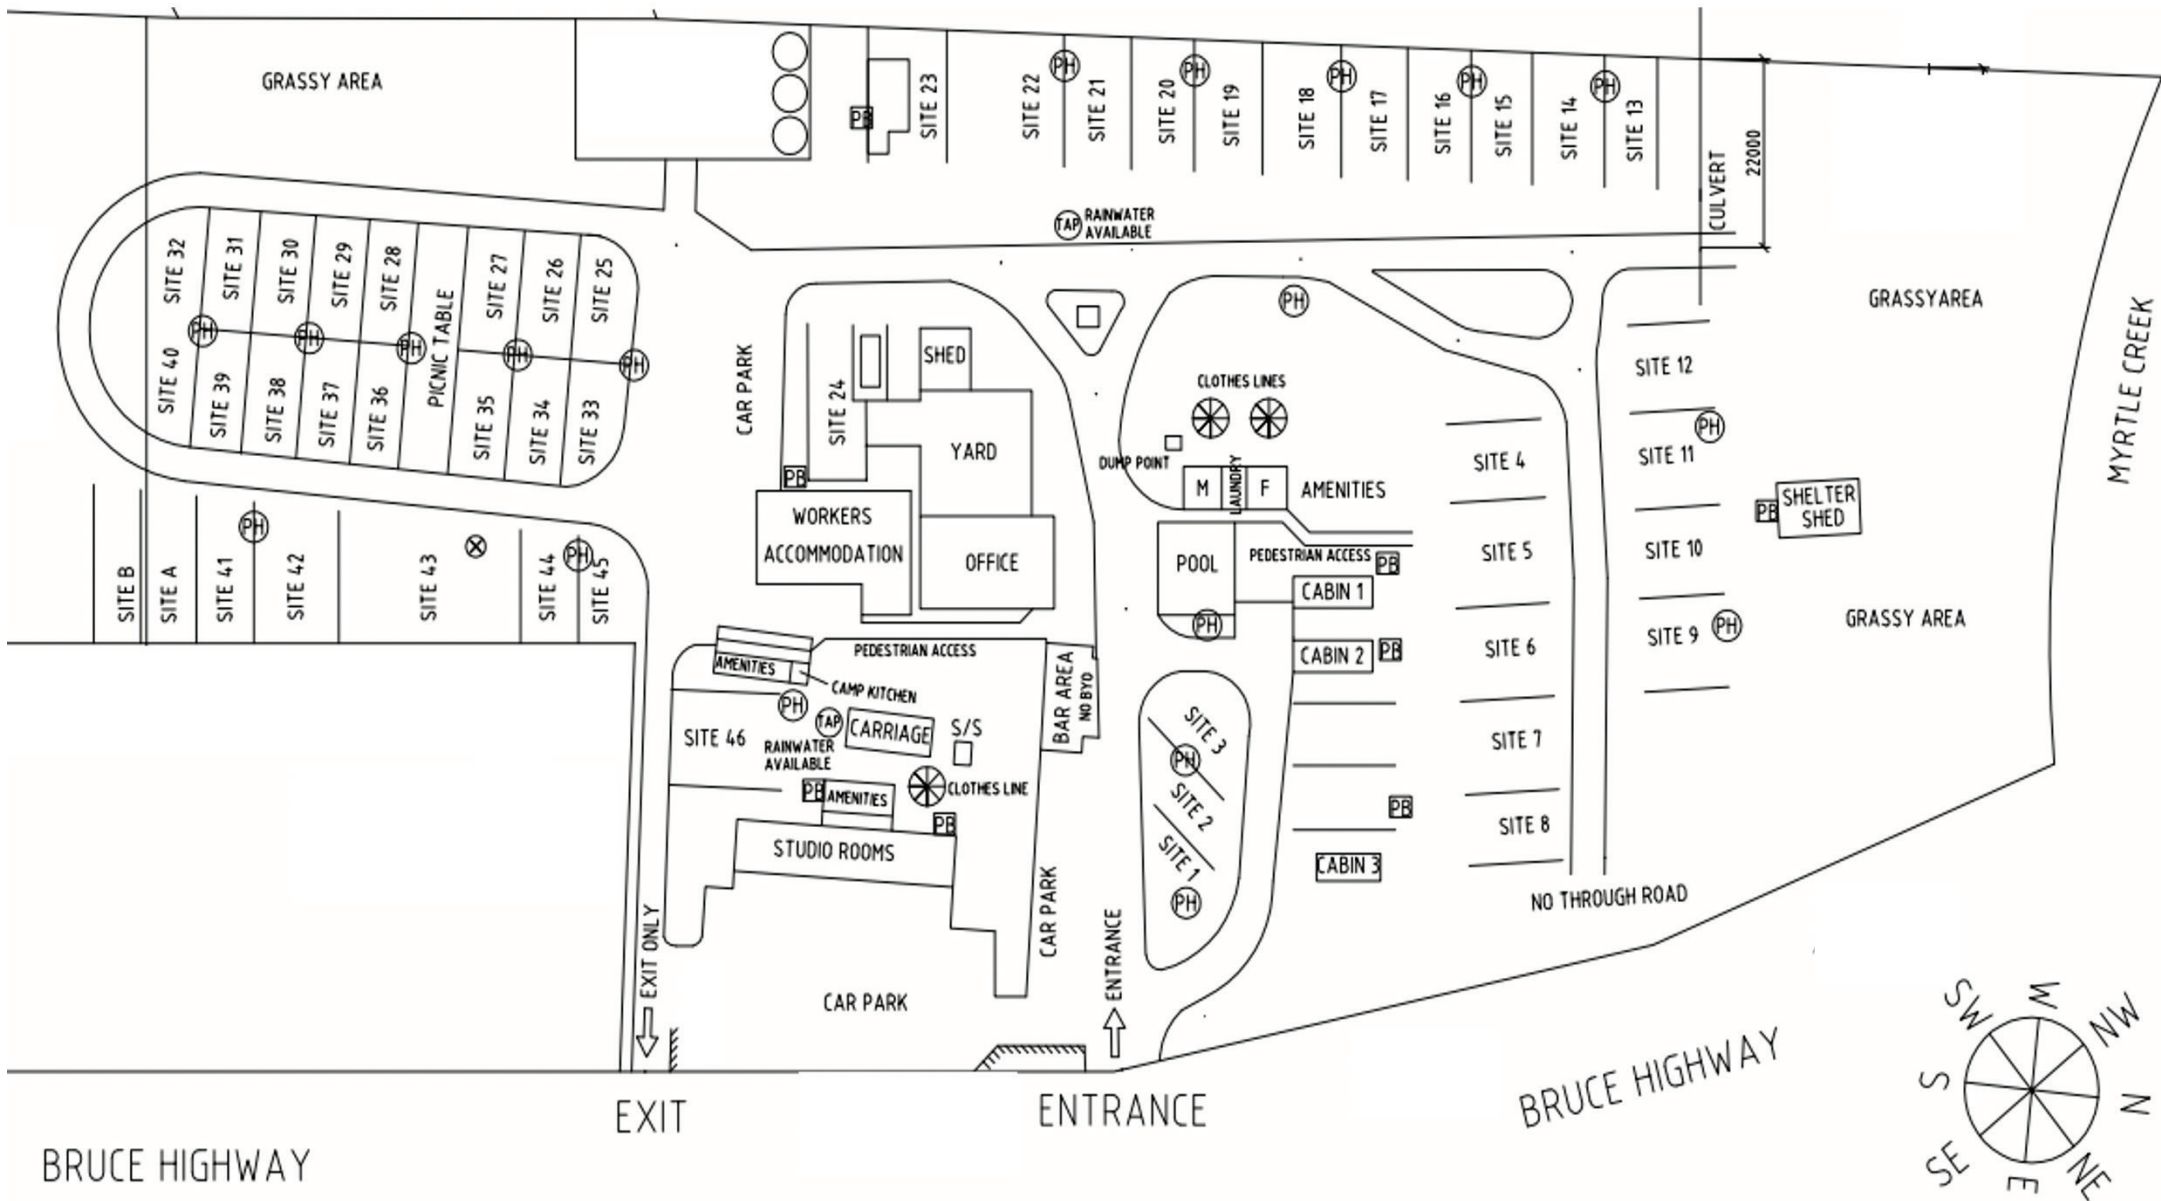 GRASSY AREA
PB
SITE 23
SITE 22
PH
SITE 21
SITE 20
PH
SITE 19
SITE 18
PH
SITE 17
SITE 16
PH
SITE 15
SITE 14
PH
SITE 13
CULVERT
22000
TAP
RAINWATER
AVAILABLE
SITE 32
SITE 31
SITE 30
SITE 29
SITE 28
PICNIC TABLE
SITE 27
SITE 26
SITE 25
PH
PH
PH
PH
PH
SITE 40
SITE 39
SITE 38
SITE 37
SITE 36
SITE 35
SITE 34
SITE 33
CAR PARK
SITE 24
SHED
YARD
PB
WORKERS
ACCOMMODATION
OFFICE
PH
CLOTHES LINES
DUMP POINT
M
LAUNDRY
F
AMENITIES
POOL
PEDESTRIAN ACCESS
PB
CABIN 1
PH
CABIN 2
PB
PB
CABIN 3
SITE 4
SITE 5
SITE 6
SITE 7
SITE 8
SITE 12
PH
SITE 11
SITE 10
SITE 9
PH
GRASSYAREA
MYRTLE CREEK
PB
SHELTER
SHED
GRASSY AREA
NO THROUGH ROAD
SITE B
SITE A
SITE 41
PH
SITE 42
SITE 43
SITE 44
PH
SITE 45
AMENITIES
PEDESTRIAN ACCESS
CAMP KITCHEN
BAR AREA
NO BYO
PH
TAP
CARRIAGE
S/S
SITE 46
RAINWATER
AVAILABLE
PB
AMENITIES
CLOTHES LINE
PB
STUDIO ROOMS
SITE 3
PH
SITE 2
SITE 1
PH
CAR PARK
EXIT ONLY
ENTRANCE
CAR PARK
EXIT
ENTRANCE
BRUCE HIGHWAY
BRUCE HIGHWAY
SW
W
NW
S
N
SE
E
NE